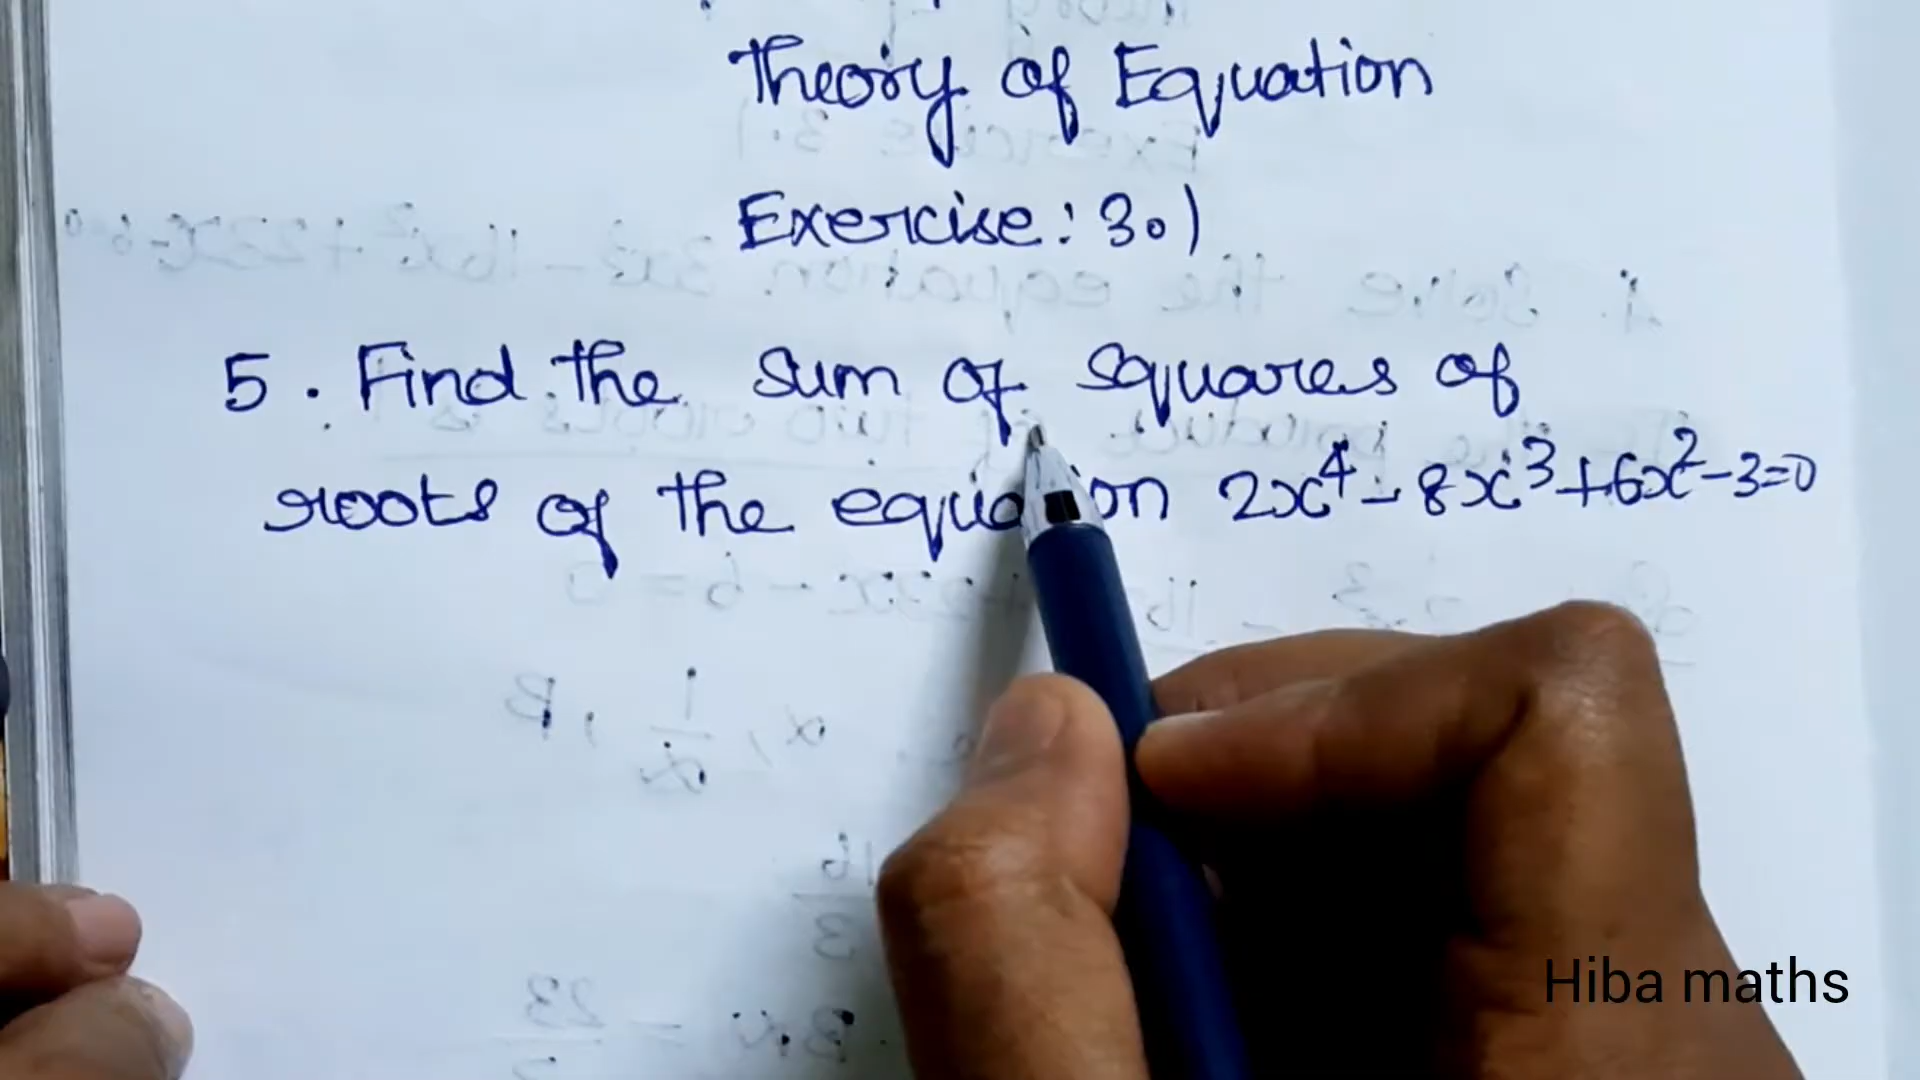 Theory of Equation
Exercise: 3.1
5. Find the sum of squares of
roots of the equation 2x⁴ - 8x³ + 6x² - 3 = 0
Hiba maths